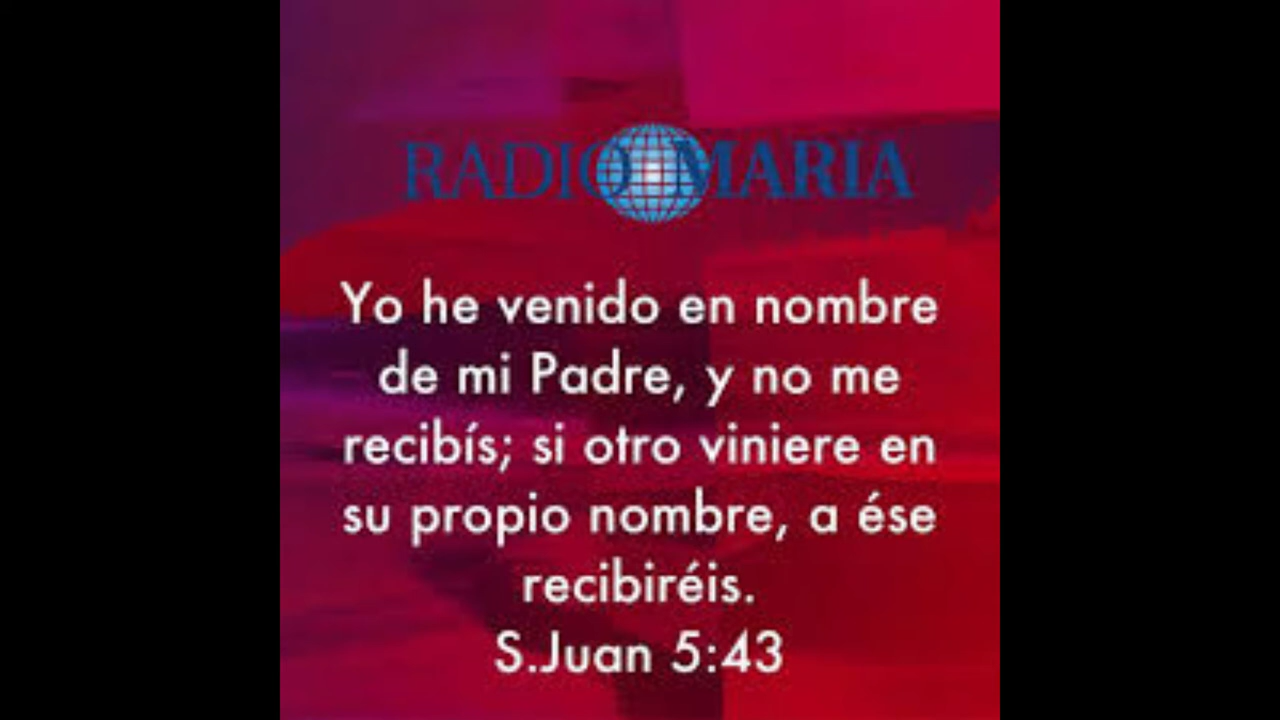 RADIO MARIA
Yo he venido en nombre
de mi Padre, y no me
recibís; si otro viniere en
su propio nombre, a ése
recibiréis.
S.Juan 5:43